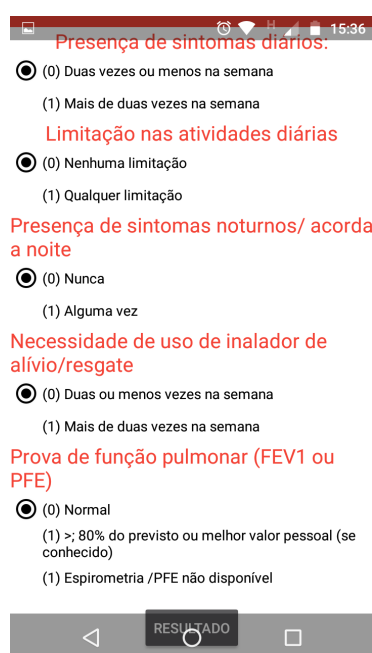 H 15:36
Presença de sintomas diários:
(0) Duas vezes ou menos na semana
(1) Mais de duas vezes na semana
Limitação nas atividades diárias
(0) Nenhuma limitação
(1) Qualquer limitação
Presença de sintomas noturnos/ acorda
a noite
(0) Nunca
(1) Alguma vez
Necessidade de uso de inalador de
alívio/resgate
(0) Duas ou menos vezes na semana
(1) Mais de duas vezes na semana
Prova de função pulmonar (FEV1 ou
PFE)
(0) Normal
(1) >; 80% do previsto ou melhor valor pessoal (se
conhecido)
(1) Espirometria /PFE não disponível
RESULTADO